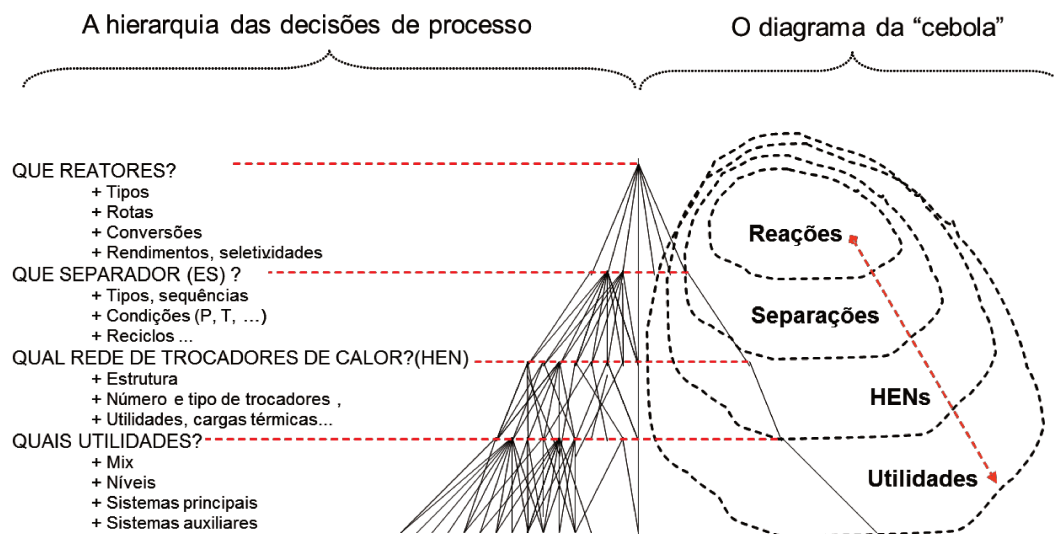 A hierarquia das decisões de processo
O diagrama da “cebola”
QUE REATORES?
+ Tipos
+ Rotas
+ Conversões
+ Rendimentos, seletividades
QUE SEPARADOR (ES) ?
+ Tipos, sequências
+ Condições (P, T, ...)
+ Reciclos ...
QUAL REDE DE TROCADORES DE CALOR?(HEN)
+ Estrutura
+ Número e tipo de trocadores ,
+ Utilidades, cargas térmicas...
QUAIS UTILIDADES?
+ Mix
+ Níveis
+ Sistemas principais
+ Sistemas auxiliares
Reações
Separações
HENs
Utilidades